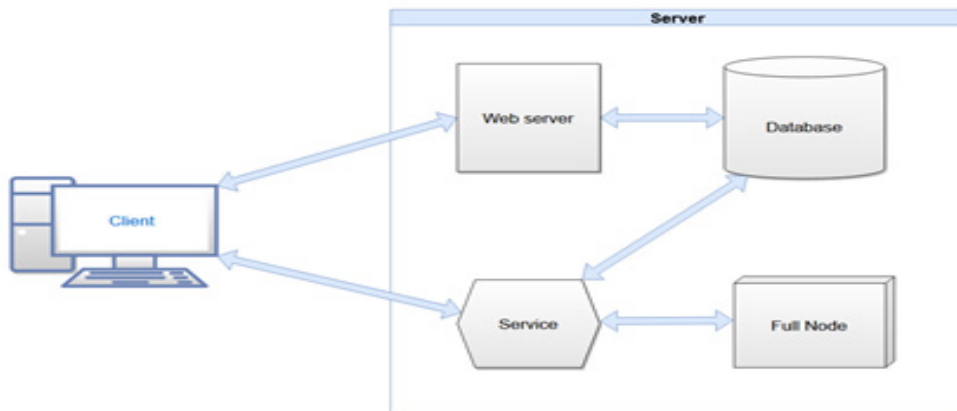 Server
Web server
Database
Client
Service
Full Node